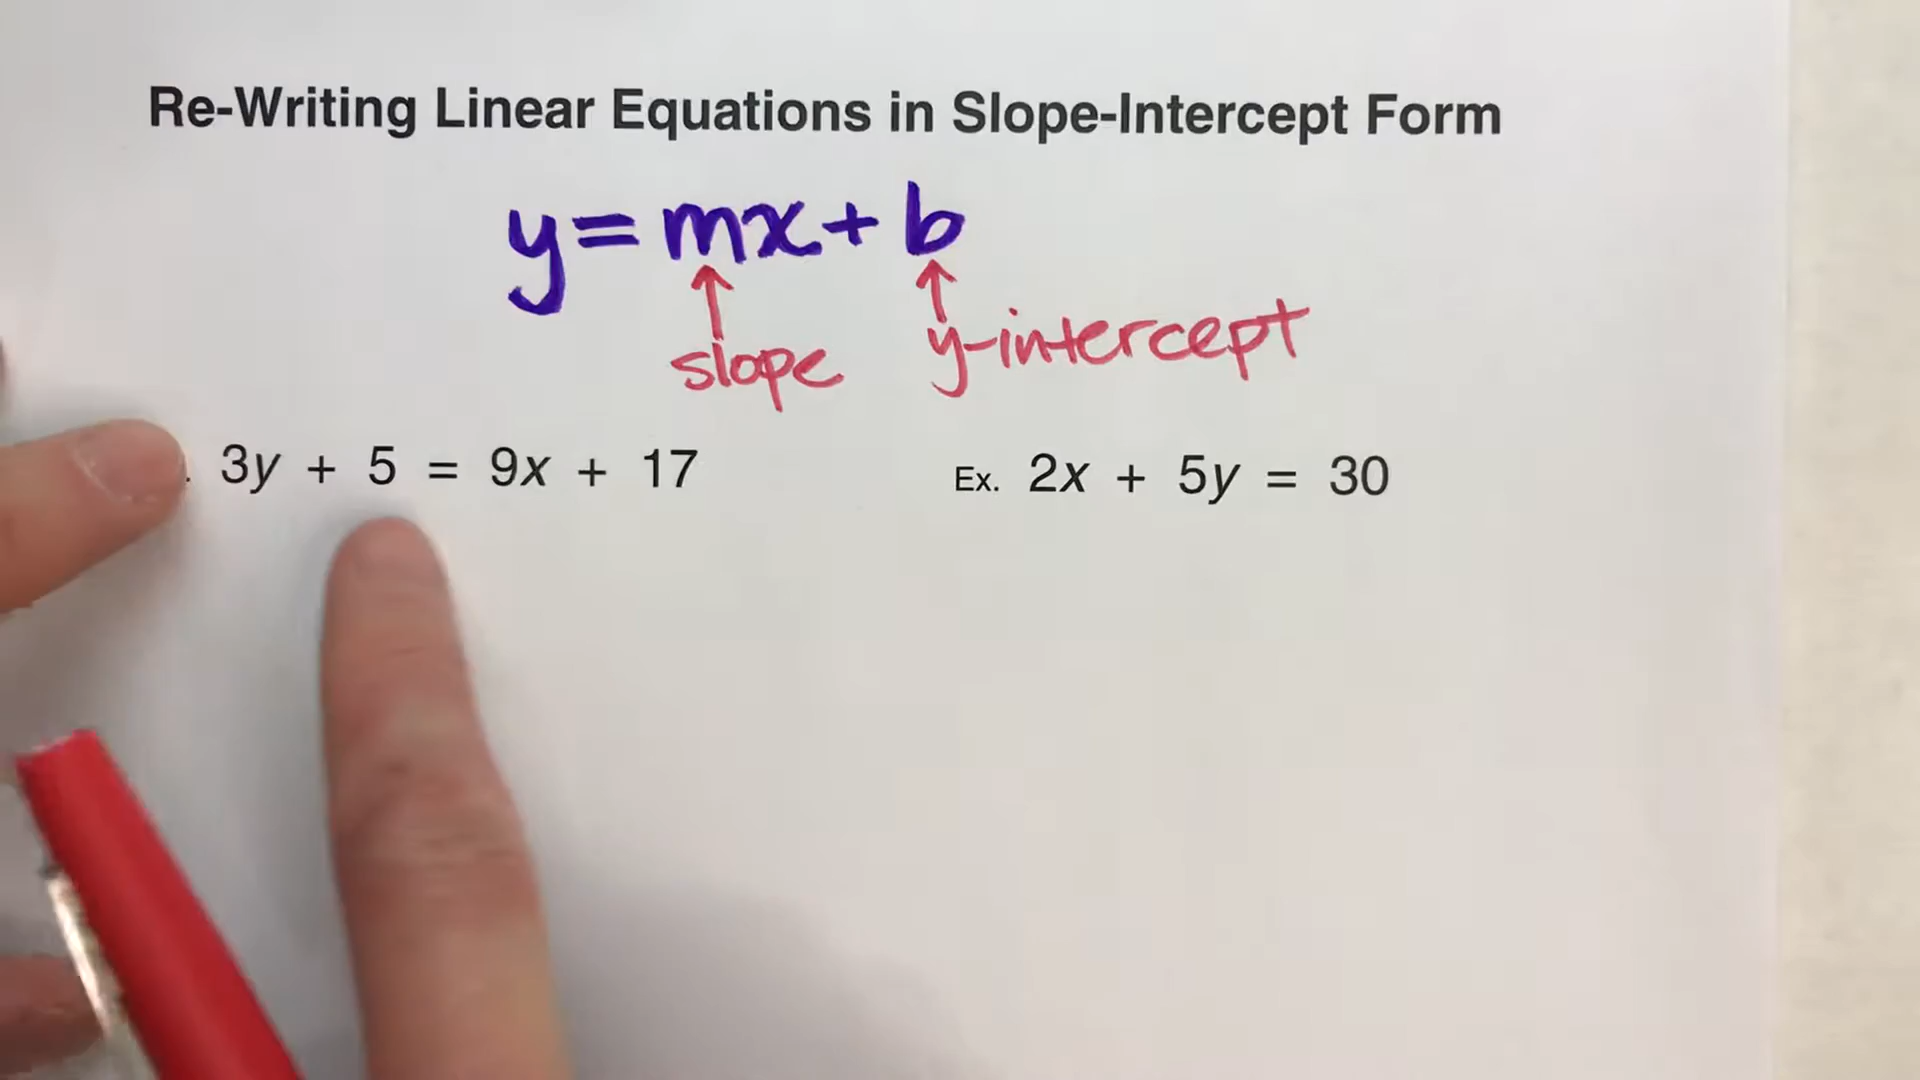 Re-Writing Linear Equations in Slope-Intercept Form
y = mx + b
slope
y-intercept
. 3y + 5 = 9x + 17
Ex. 2x + 5y = 30